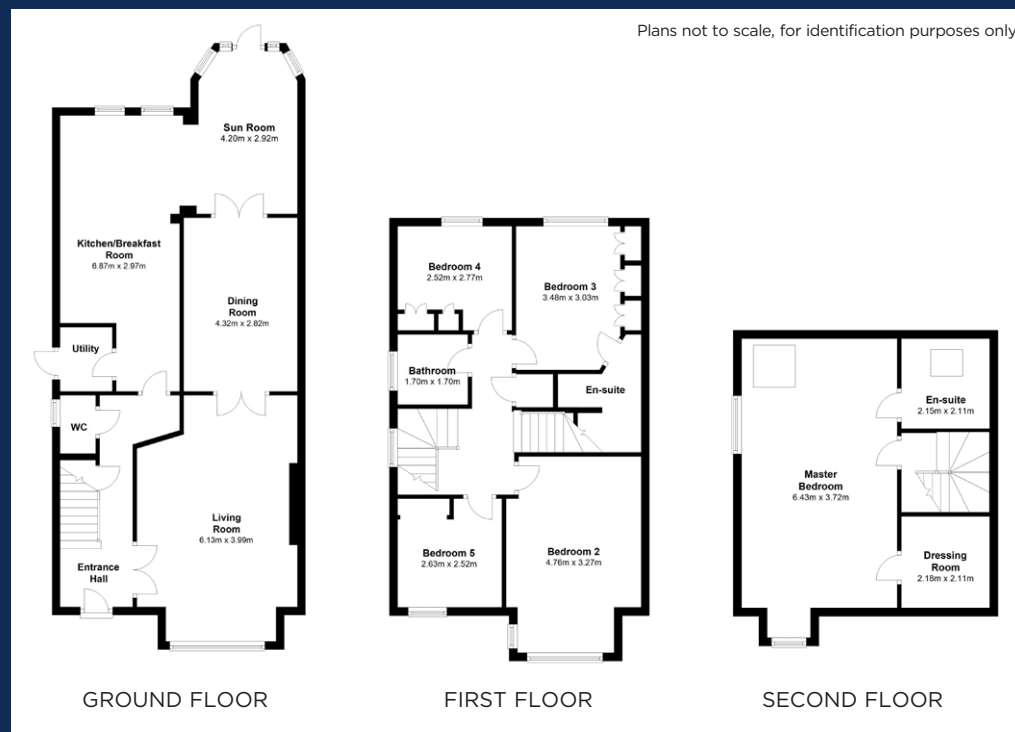 Plans not to scale, for identification purposes only
Sun Room
4.20m x 2.92m
Kitchen/Breakfast
Room
6.87m x 2.97m
Dining
Room
4.32m x 2.82m
Utility
WC
Living
Room
6.13m x 3.99m
Entrance
Hall
GROUND FLOOR
Bedroom 4
2.52m x 2.77m
Bedroom 3
3.48m x 3.03m
Bathroom
1.70m x 1.70m
En-suite
Bedroom 5
2.63m x 2.52m
Bedroom 2
4.76m x 3.27m
FIRST FLOOR
En-suite
2.15m x 2.11m
Master
Bedroom
6.43m x 3.72m
Dressing
Room
2.18m x 2.11m
SECOND FLOOR